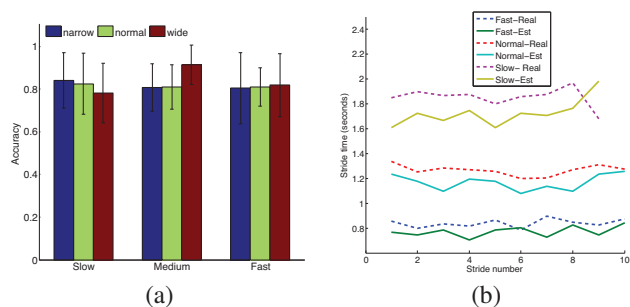 narrow normal wide
1
0.8
0.6
0.4
0.2
0
Accuracy
Slow Medium Fast
(a)
Fast-Real
Fast-Est
Normal-Real
Normal-Est
Slow- Real
Slow-Est
2.4
2.2
2
1.8
1.6
1.4
1.2
1
0.8
Stride time (seconds)
0 2 4 6 8 10
Stride number
(b)